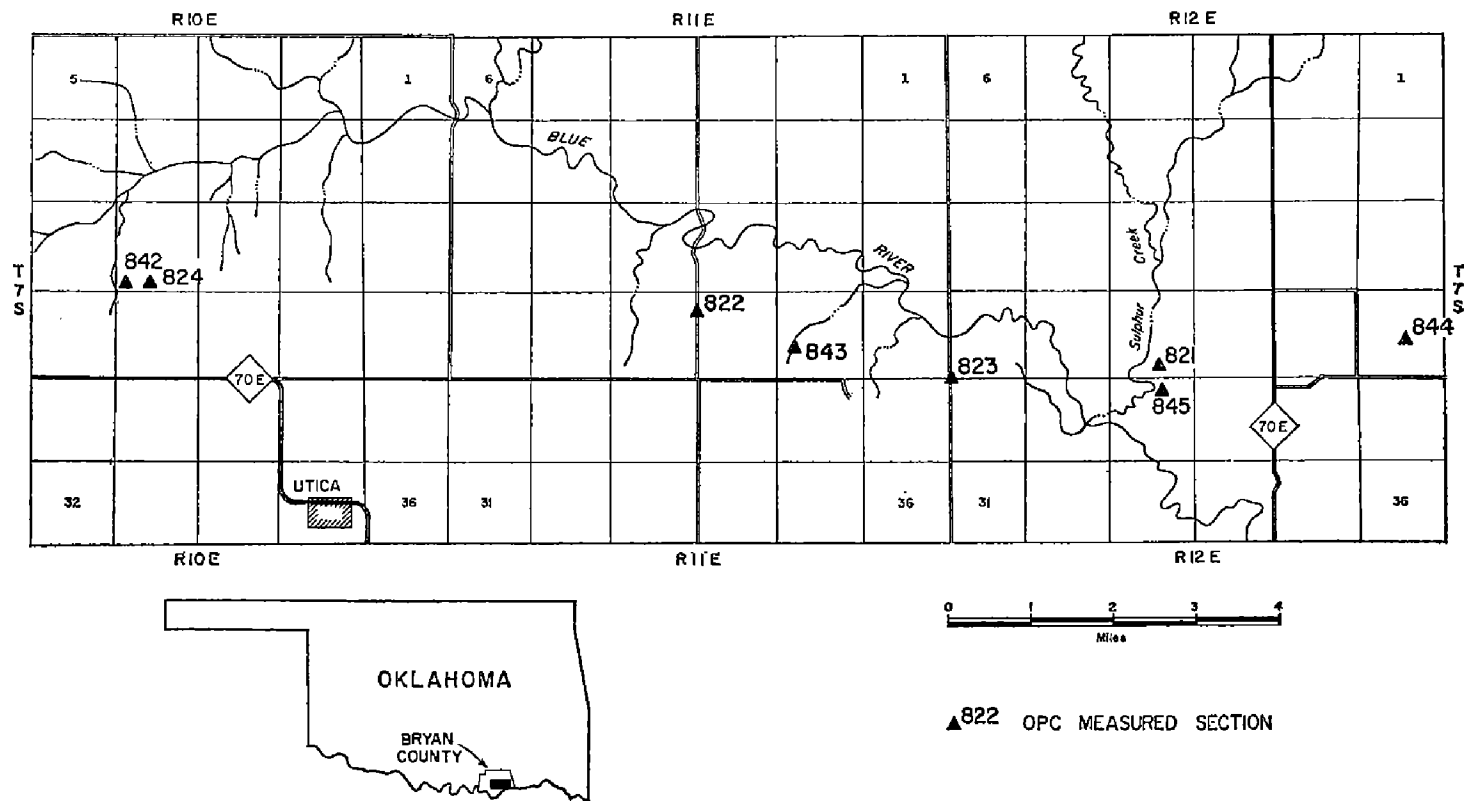 R10E R11E R12E
5 1 6 1 6 1
BLUE
RIVER
Creek
Sulphur
T
7
S
T
7
S
842 824
822
843
823
844
821
845
70E
70E
UTICA
32 36 31 36 31 36
R10E R11E R12E
0 1 2 3 4
Miles
OKLAHOMA
BRYAN
COUNTY
822 OPC MEASURED SECTION